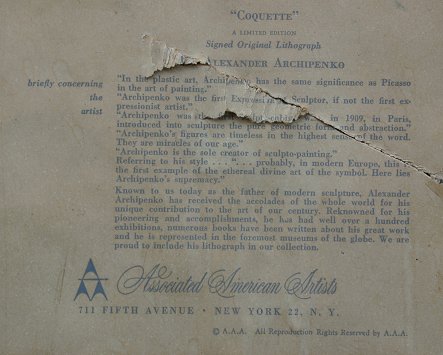 "COQUETTE"
A LIMITED EDITION
Signed Original Lithograph
ALEXANDER ARCHIPENKO
briefly concerning
the
artist
"In the plastic art, Archipenko has the same significance as Picasso
in the art of painting."
"Archipenko was the first Expressionist Sculptor, if not the first ex-
pressionist artist."
"Archipenko was the in 1909, in Paris,
introduced into sculpture the pure geometric form and abstraction."
"Archipenko's figures are timeless in the highest sense of the word.
They are miracles of our age."
"Archipenko is the sole creator of sculpto-painting."
Referring to his style . . . ". . . probably, in modern Europe, this is
the first example of the ethereal divine art of the symbol. Here lies
Archipenko's supremacy."
Known to us today as the father of modern sculpture, Alexander
Archipenko has received the accolades of the whole world for his
unique contribution to the art of our century. Reknowned for his
pioneering and accomplishments, he has had well over a hundred
exhibitions, numerous books have been written about his great work
and he is represented in the foremost museums of the globe. We are
proud to include his lithograph in our collection.
Associated American Artists
711 FIFTH AVENUE • NEW YORK 22, N. Y.
© A.A.A. All Reproduction Rights Reserved by A.A.A.